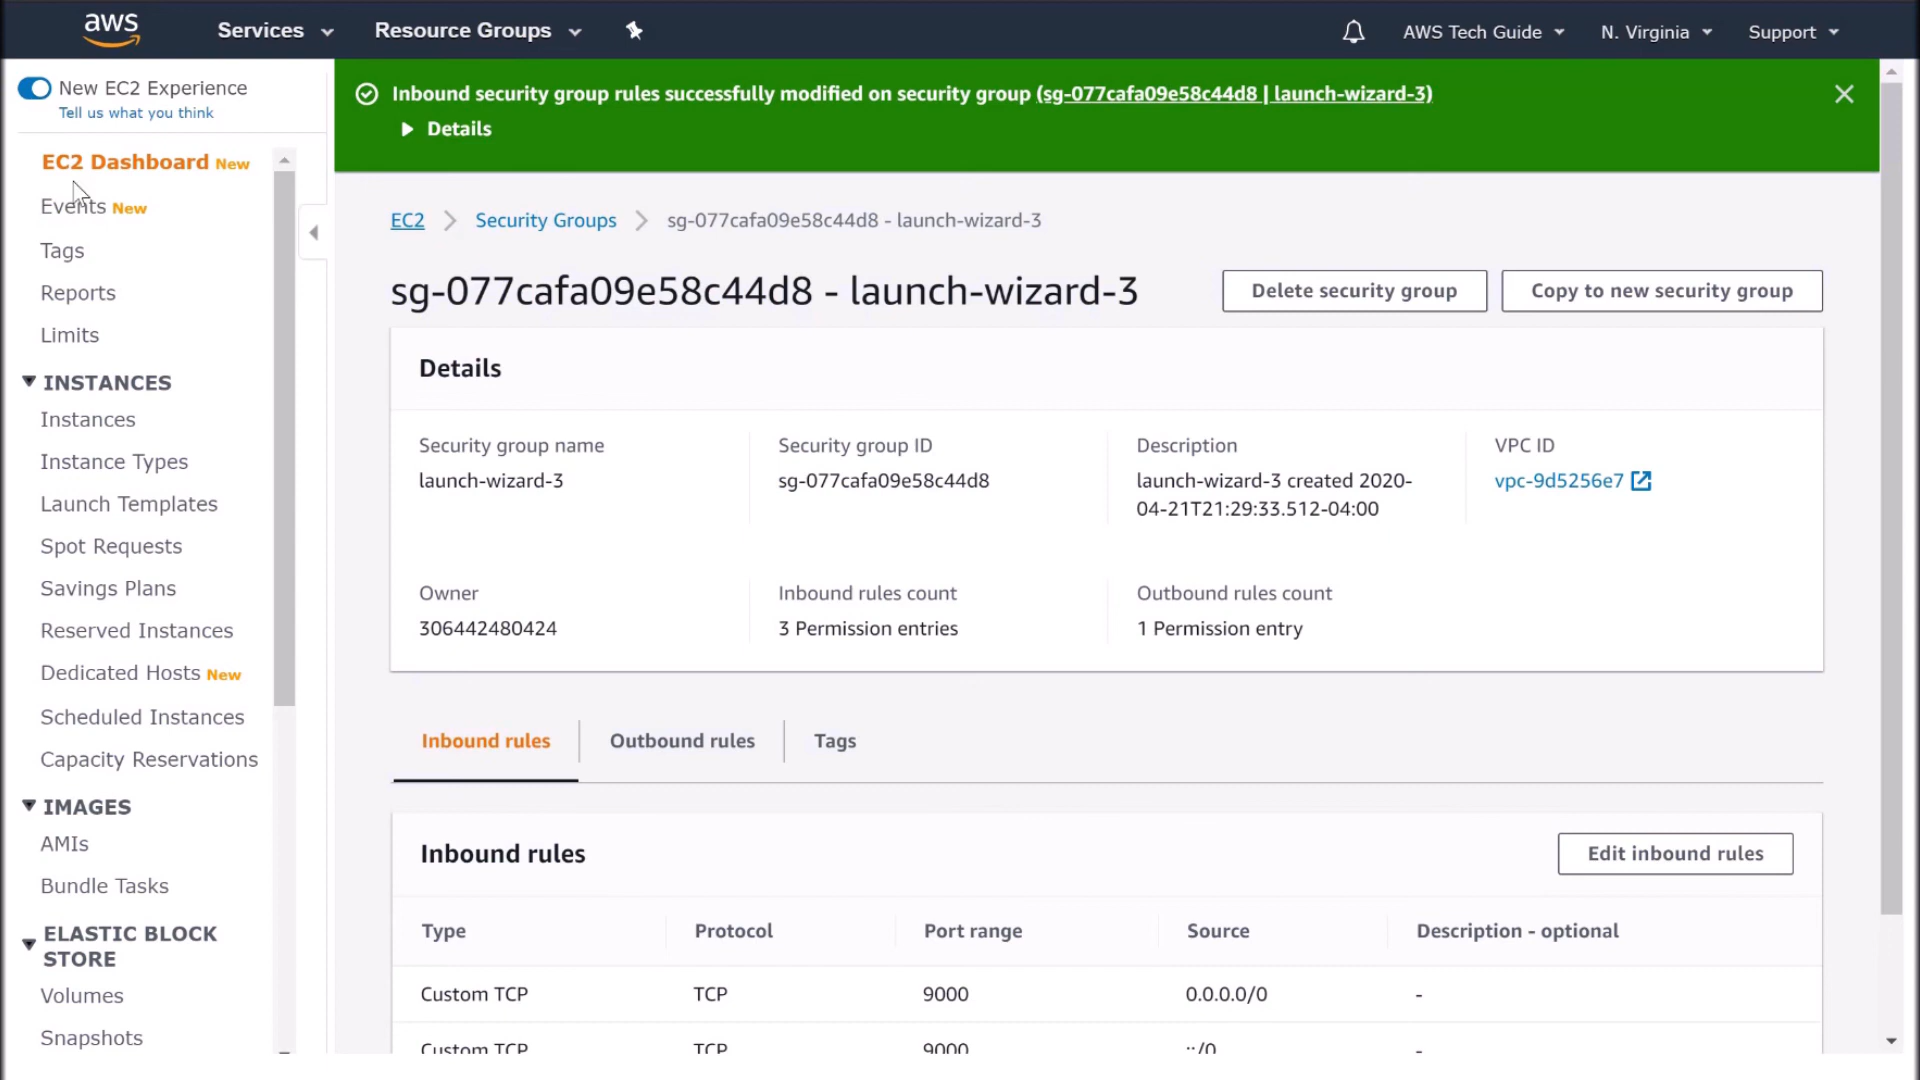 aws
Services
Resource Groups
AWS Tech Guide
N. Virginia
Support
New EC2 Experience
Tell us what you think
EC2 Dashboard New
Events New
Tags
Reports
Limits
INSTANCES
Instances
Instance Types
Launch Templates
Spot Requests
Savings Plans
Reserved Instances
Dedicated Hosts New
Scheduled Instances
Capacity Reservations
IMAGES
AMIs
Bundle Tasks
ELASTIC BLOCK
STORE
Volumes
Snapshots
Inbound security group rules successfully modified on security group (sg-077cafa09e58c44d8 | launch-wizard-3)
Details
EC2 > Security Groups > sg-077cafa09e58c44d8 - launch-wizard-3
sg-077cafa09e58c44d8 - launch-wizard-3
Delete security group
Copy to new security group
Details
Security group name
launch-wizard-3
Security group ID
sg-077cafa09e58c44d8
Description
launch-wizard-3 created 2020-
04-21T21:29:33.512-04:00
VPC ID
vpc-9d5256e7
Owner
306442480424
Inbound rules count
3 Permission entries
Outbound rules count
1 Permission entry
Inbound rules
Outbound rules
Tags
Inbound rules
Edit inbound rules
Type Protocol Port range Source Description - optional
Custom TCP TCP 9000 0.0.0.0/0 -
Custom TCP TCP 9000 ::/0 -